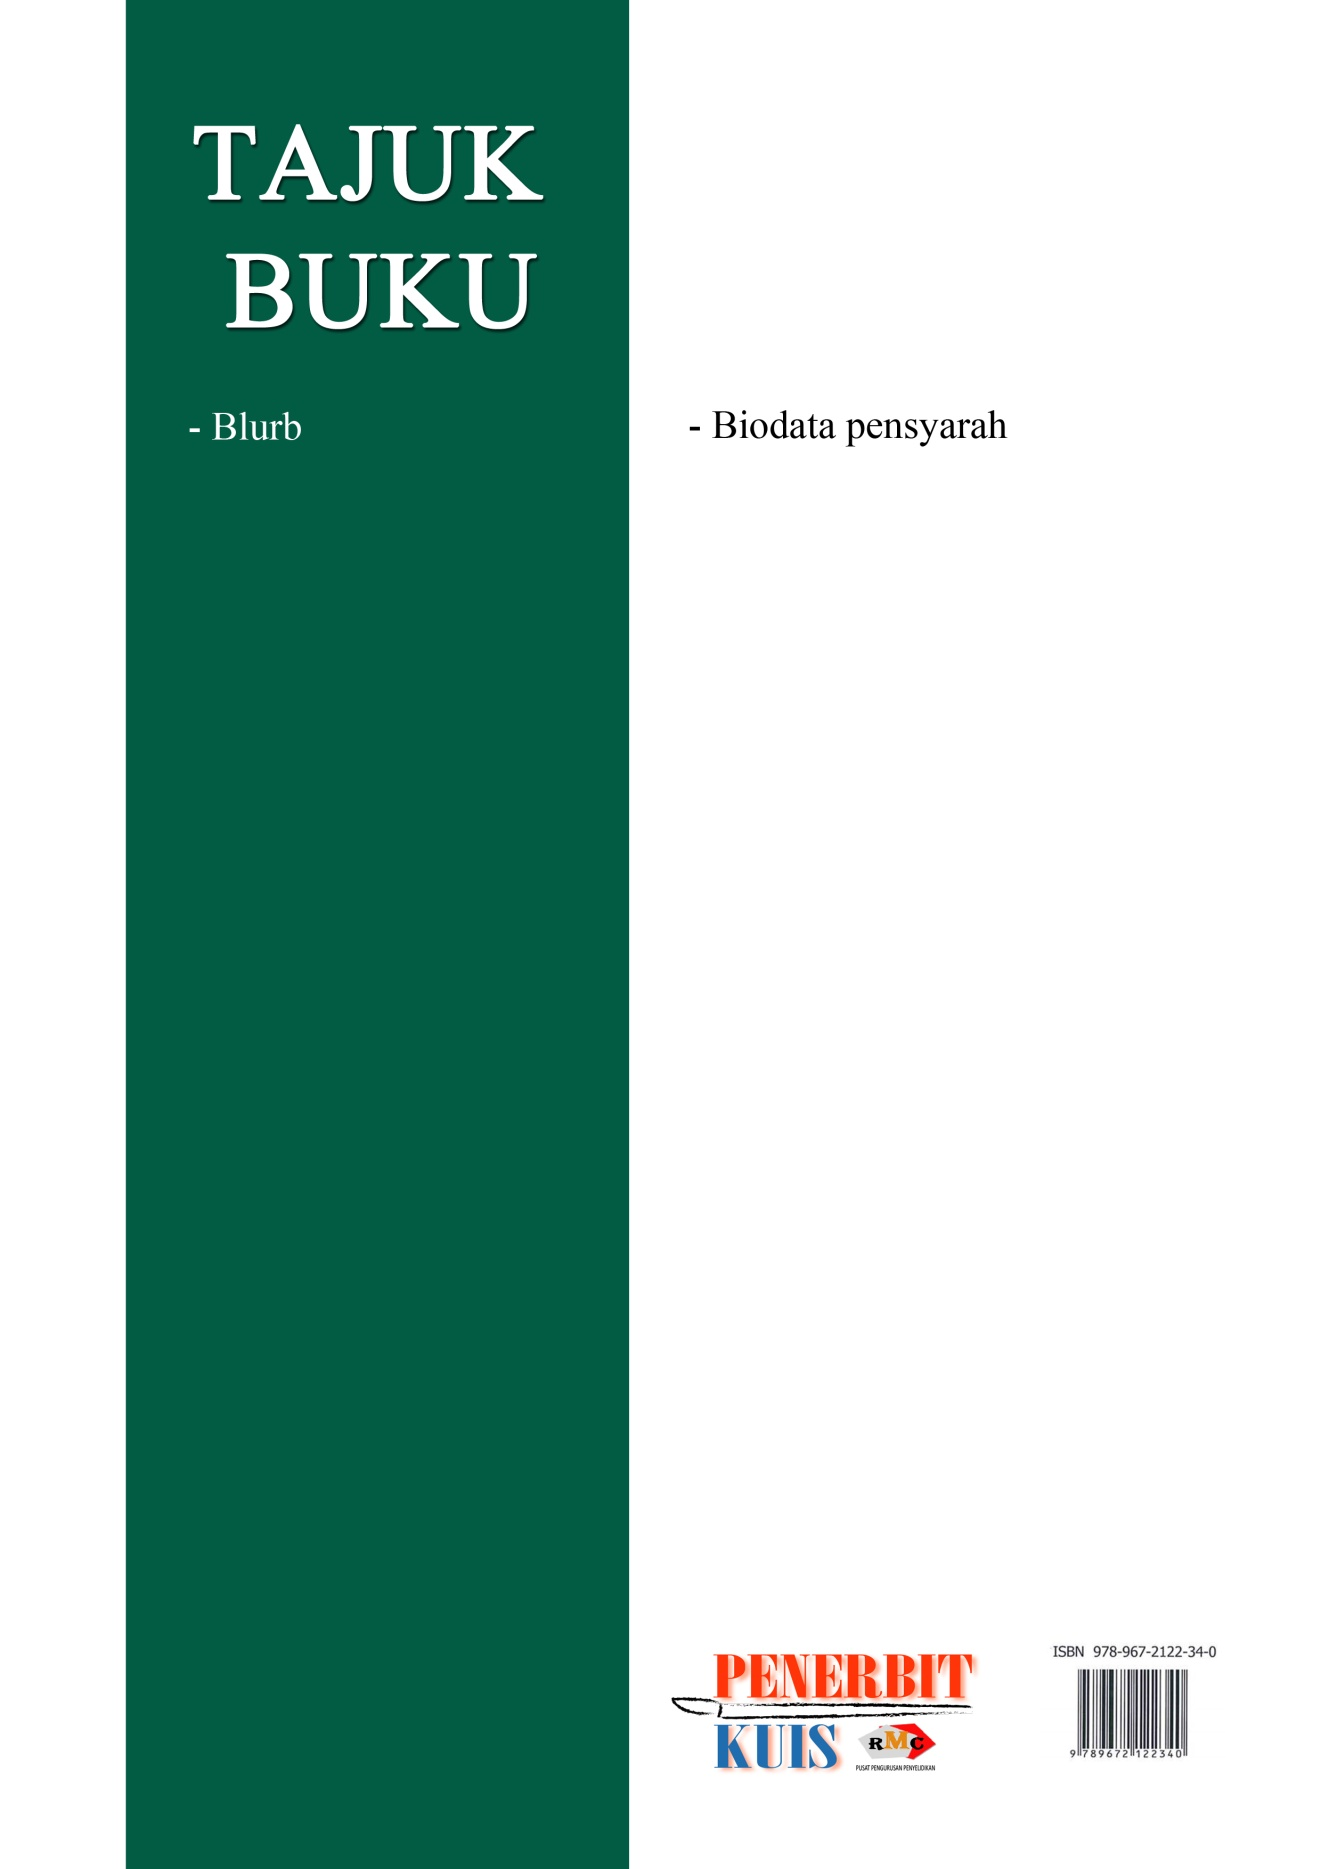 TAJUK
BUKU
- Blurb
- Biodata pensyarah
PENERBIT
KUIS
RMC
PUSAT PENGURUSAN PENYELIDIKAN
ISBN 978-967-2122-34-0
9 789672 122340